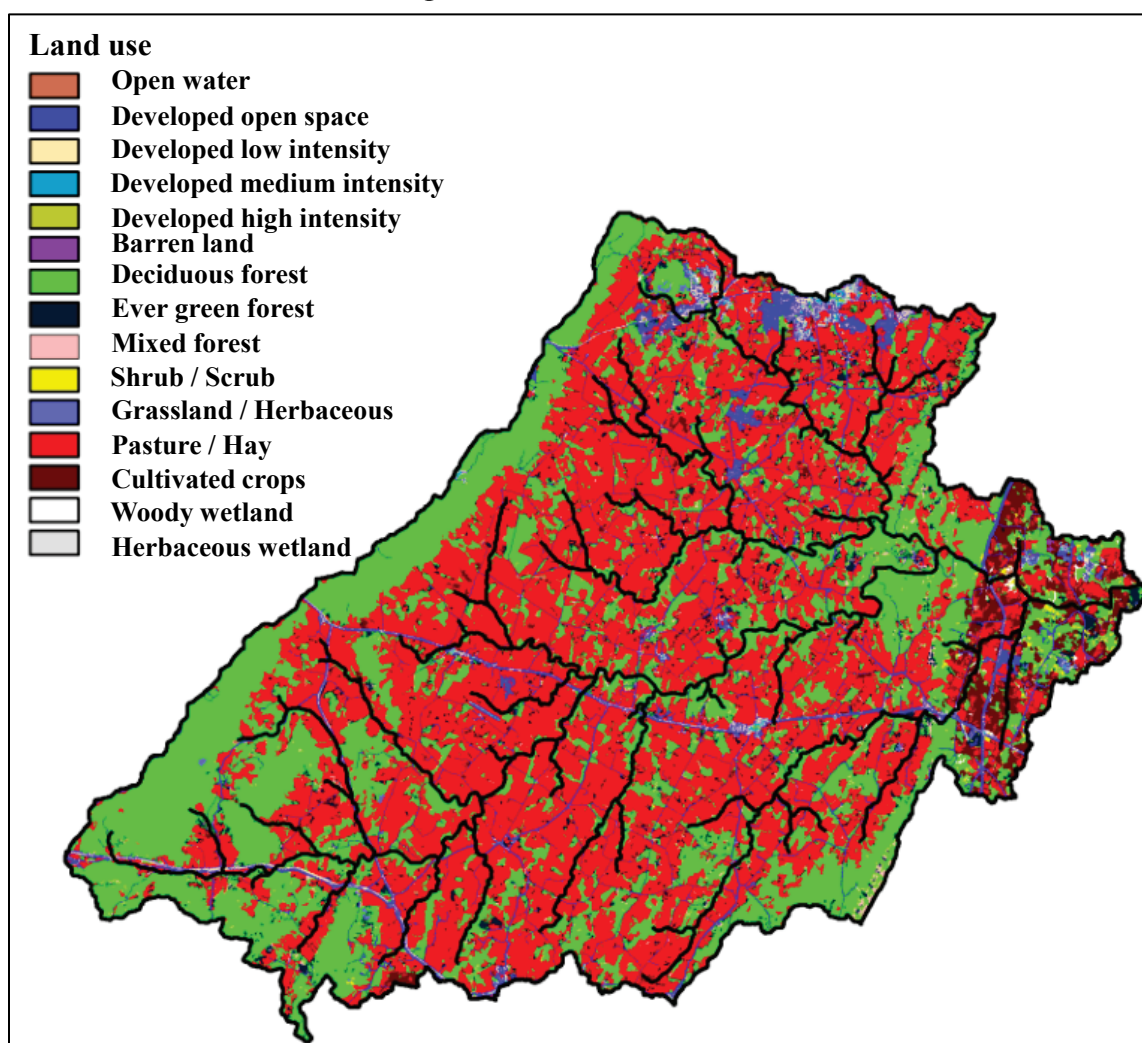 Land use
Open water
Developed open space
Developed low intensity
Developed medium intensity
Developed high intensity
Barren land
Deciduous forest
Ever green forest
Mixed forest
Shrub / Scrub
Grassland / Herbaceous
Pasture / Hay
Cultivated crops
Woody wetland
Herbaceous wetland